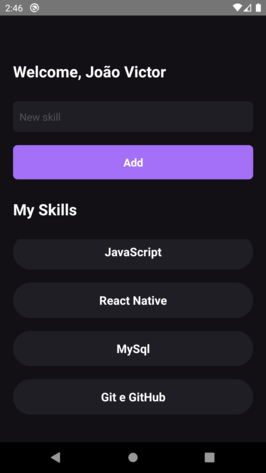 2:46
Welcome, João Victor
New skill
Add
My Skills
JavaScript
React Native
MySql
Git e GitHub